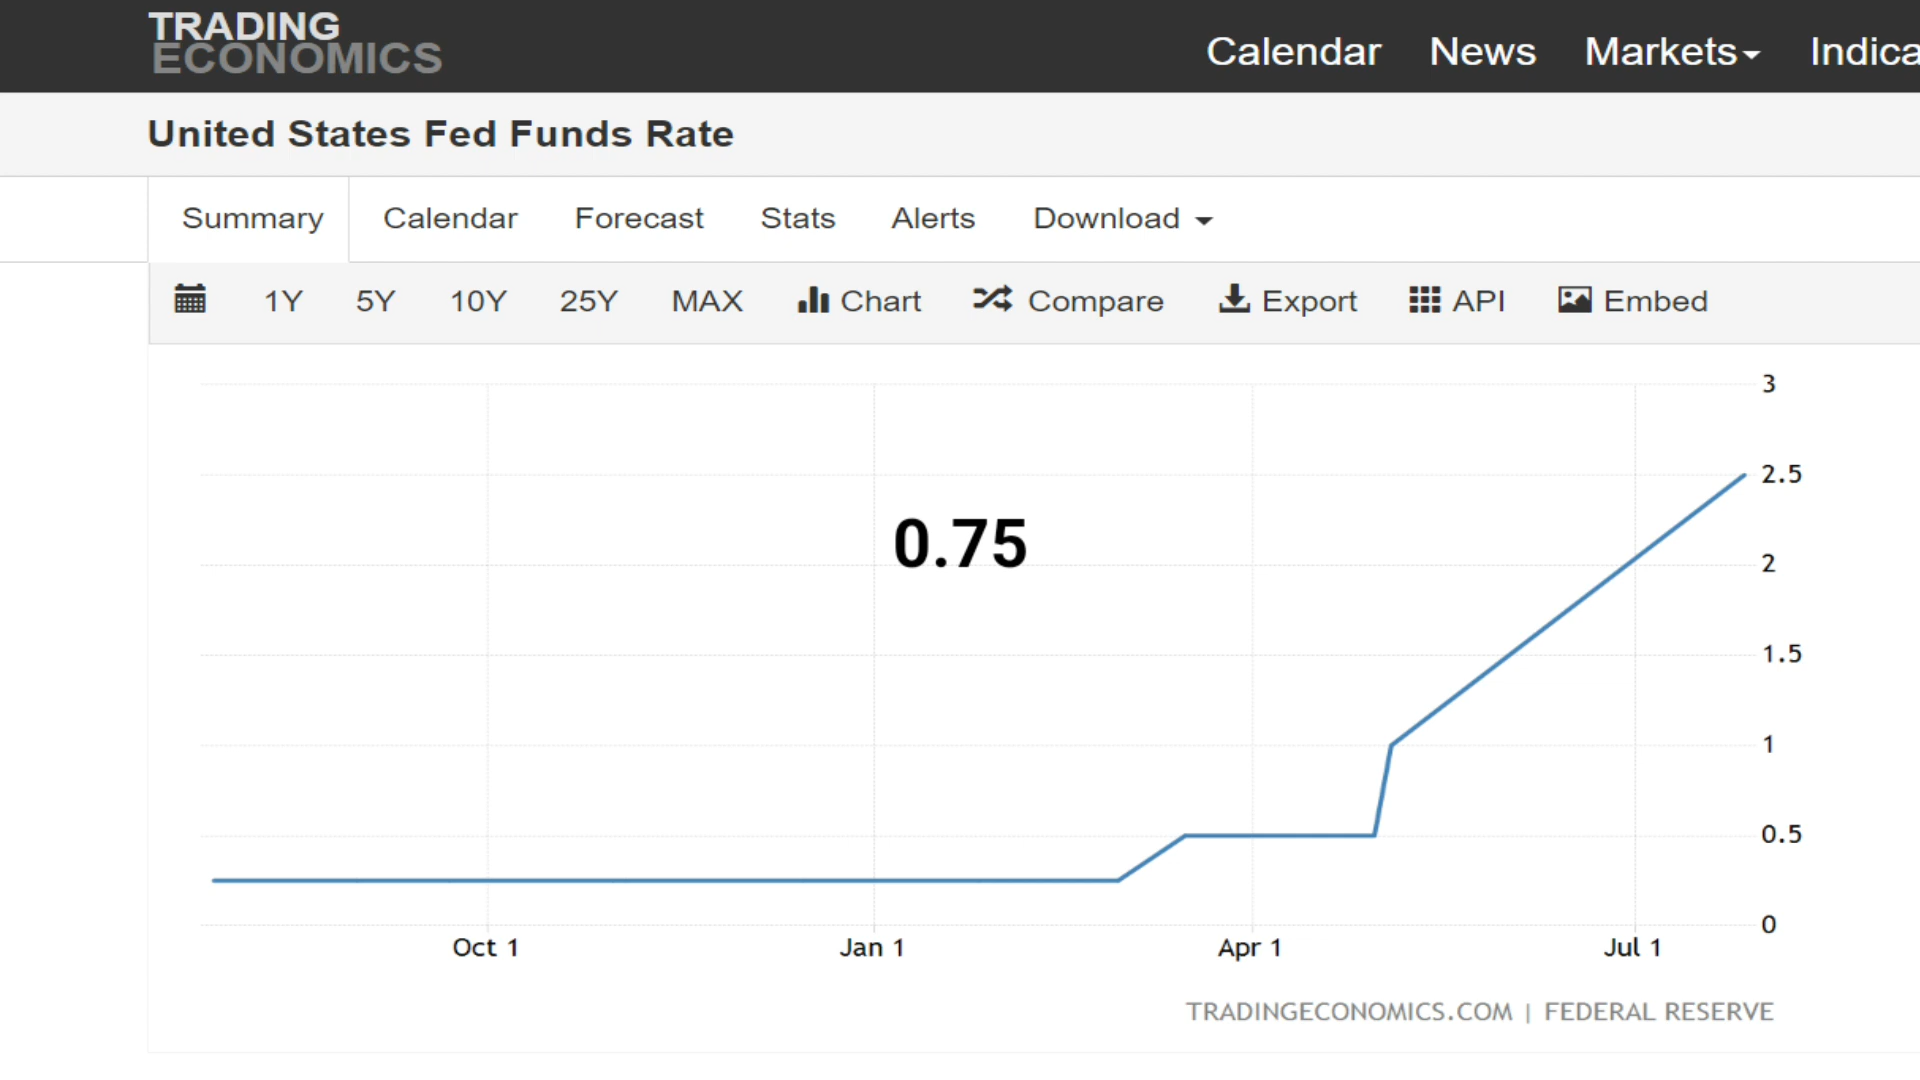 TRADING
ECONOMICS
Calendar News Markets Indica
United States Fed Funds Rate
Summary Calendar Forecast Stats Alerts Download
1Y 5Y 10Y 25Y MAX Chart Compare Export API Embed
3
2.5
0.75
2
1.5
1
0.5
0
Oct 1 Jan 1 Apr 1 Jul 1
TRADINGECONOMICS.COM | FEDERAL RESERVE